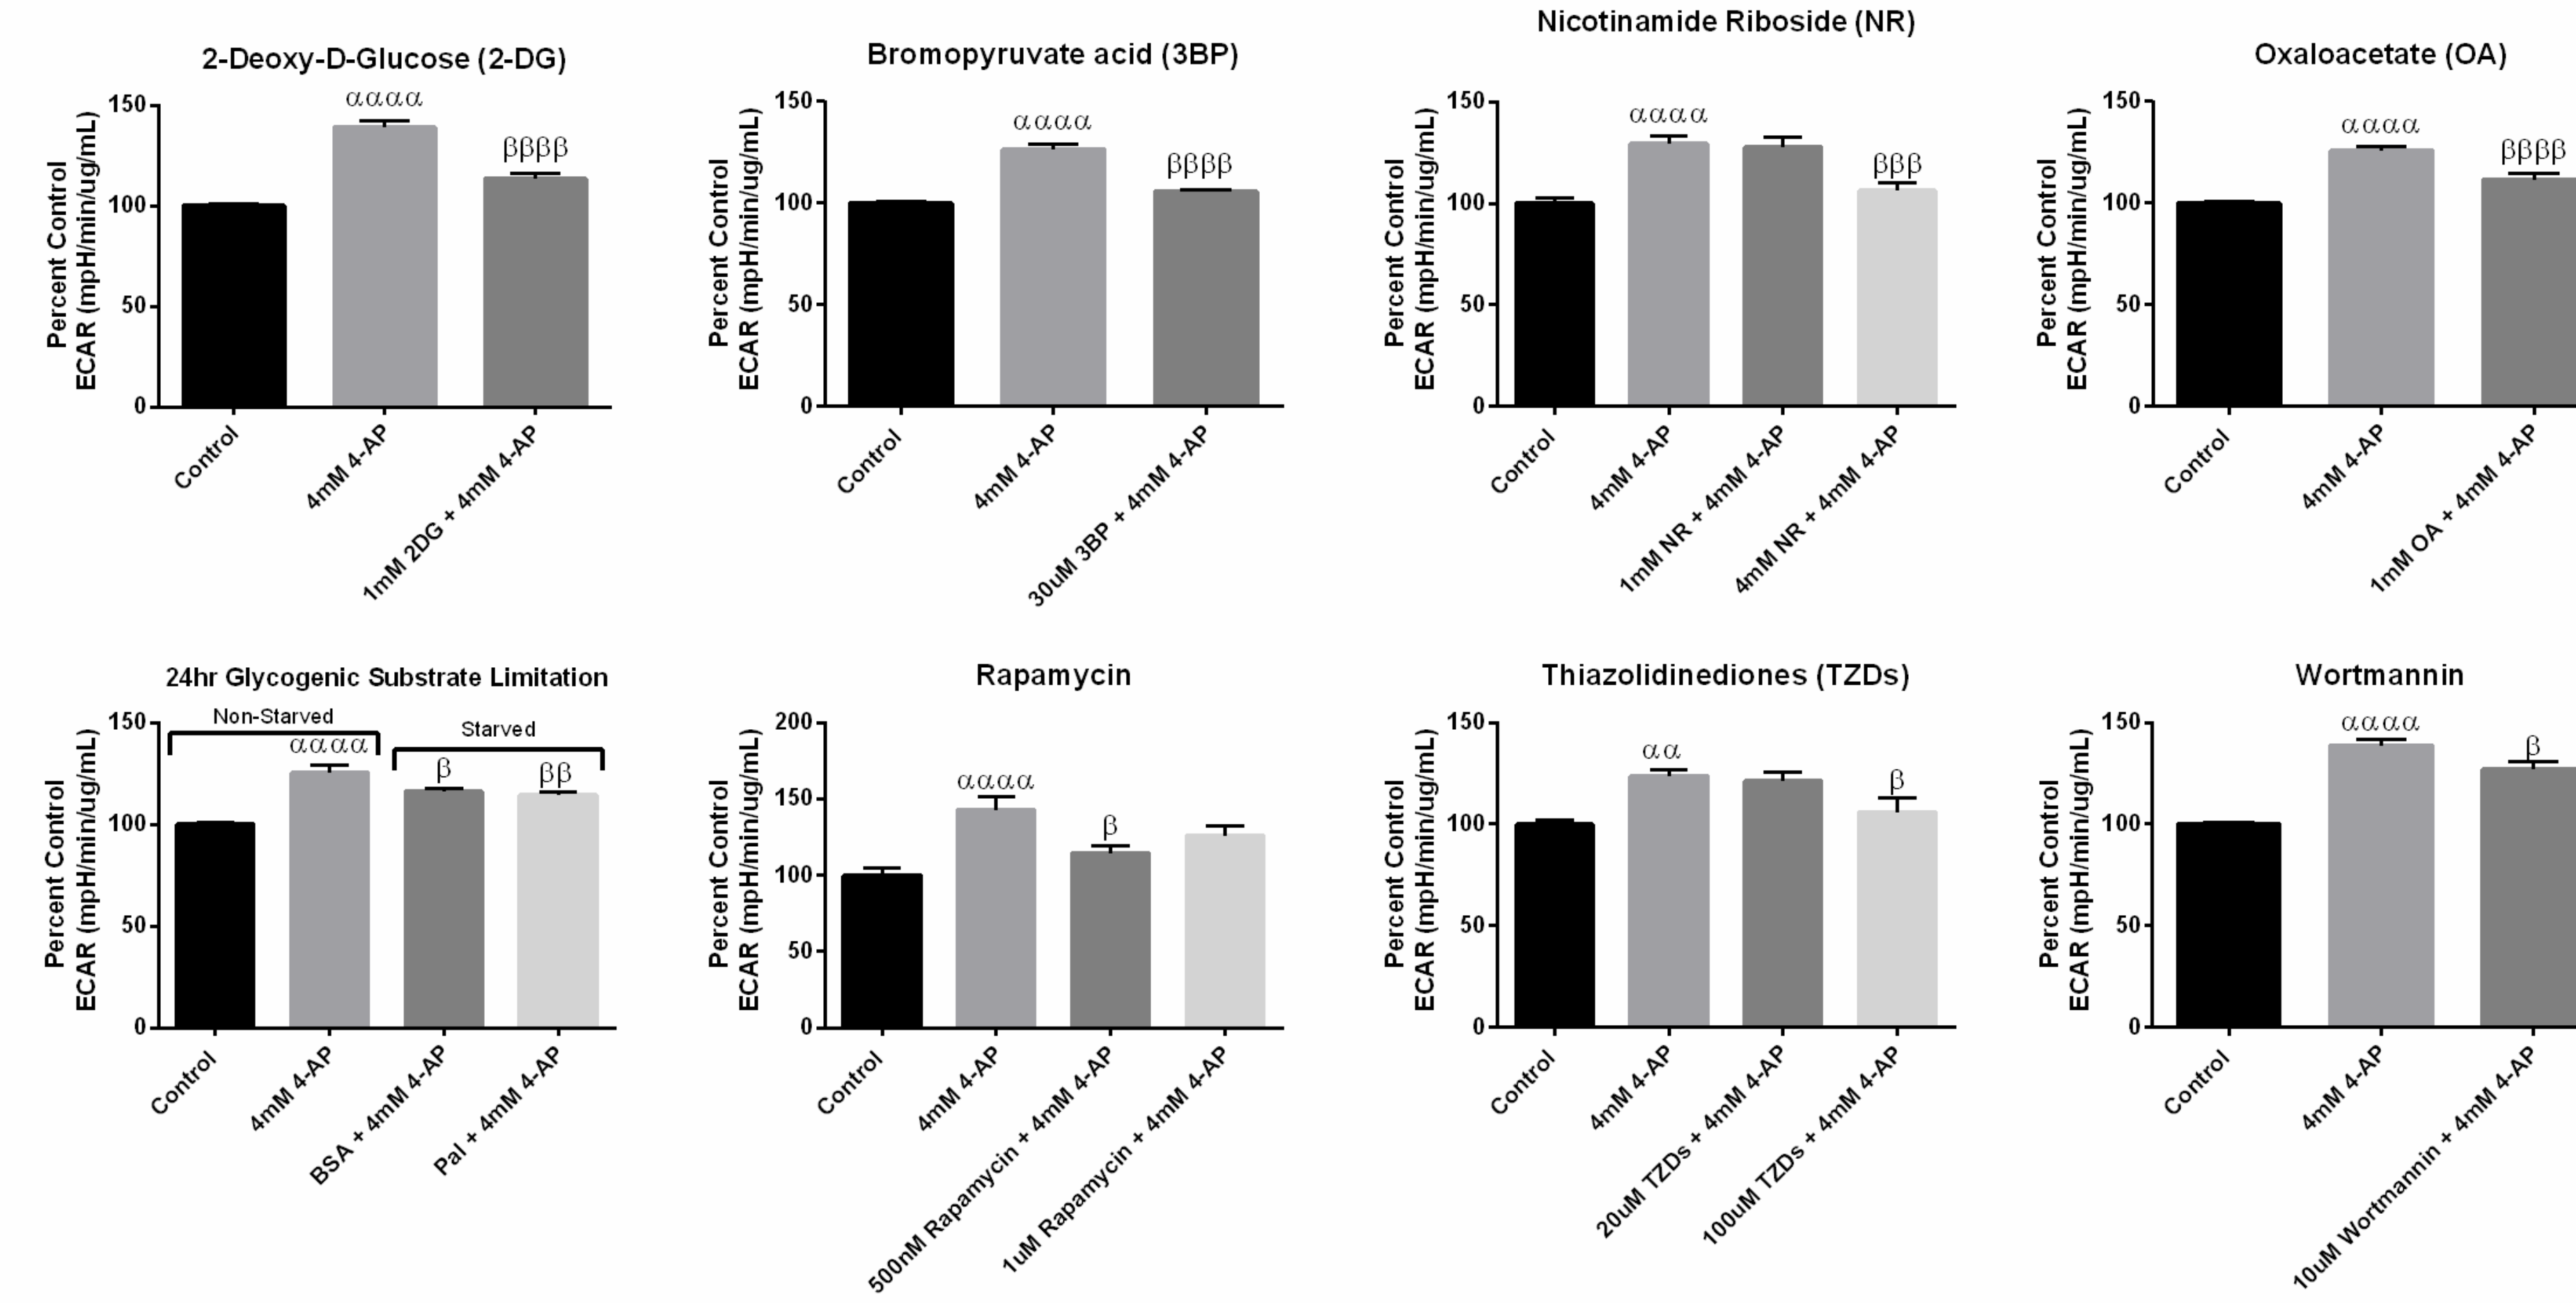 2-Deoxy-D-Glucose (2-DG)
Percent Control
ECAR (mpH/min/ug/mL)
150
100
50
0
αααα
ββββ
Control
4mM 4-AP
1mM 2DG + 4mM 4-AP
Bromopyruvate acid (3BP)
Percent Control
ECAR (mpH/min/ug/mL)
150
100
50
0
αααα
ββββ
Control
4mM 4-AP
30uM 3BP + 4mM 4-AP
Nicotinamide Riboside (NR)
Percent Control
ECAR (mpH/min/ug/mL)
150
100
50
0
αααα
βββ
Control
4mM 4-AP
1mM NR + 4mM 4-AP
4mM NR + 4mM 4-AP
Oxaloacetate (OA)
Percent Control
ECAR (mpH/min/ug/mL)
150
100
50
0
αααα
ββββ
Control
4mM 4-AP
1mM OA + 4mM 4-AP
24hr Glycogenic Substrate Limitation
Percent Control
ECAR (mpH/min/ug/mL)
150
100
50
0
Non-Starved
Starved
αααα
β
ββ
Control
4mM 4-AP
BSA + 4mM 4-AP
Pal + 4mM 4-AP
Rapamycin
Percent Control
ECAR (mpH/min/ug/mL)
200
150
100
50
0
αααα
β
Control
4mM 4-AP
500nM Rapamycin + 4mM 4-AP
1uM Rapamycin + 4mM 4-AP
Thiazolidinediones (TZDs)
Percent Control
ECAR (mpH/min/ug/mL)
150
100
50
0
αα
β
Control
4mM 4-AP
20uM TZDs + 4mM 4-AP
100uM TZDs + 4mM 4-AP
Wortmannin
Percent Control
ECAR (mpH/min/ug/mL)
150
100
50
0
αααα
β
Control
4mM 4-AP
10uM Wortmannin + 4mM 4-AP